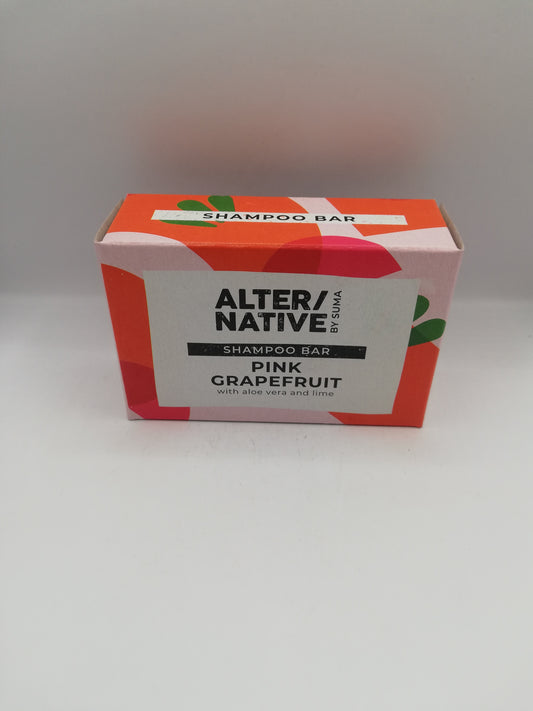 SHAMPOO BAR
ALTER/
NATIVE
BY SUMA
SHAMPOO BAR
PINK
GRAPEFRUIT
with aloe vera and lime